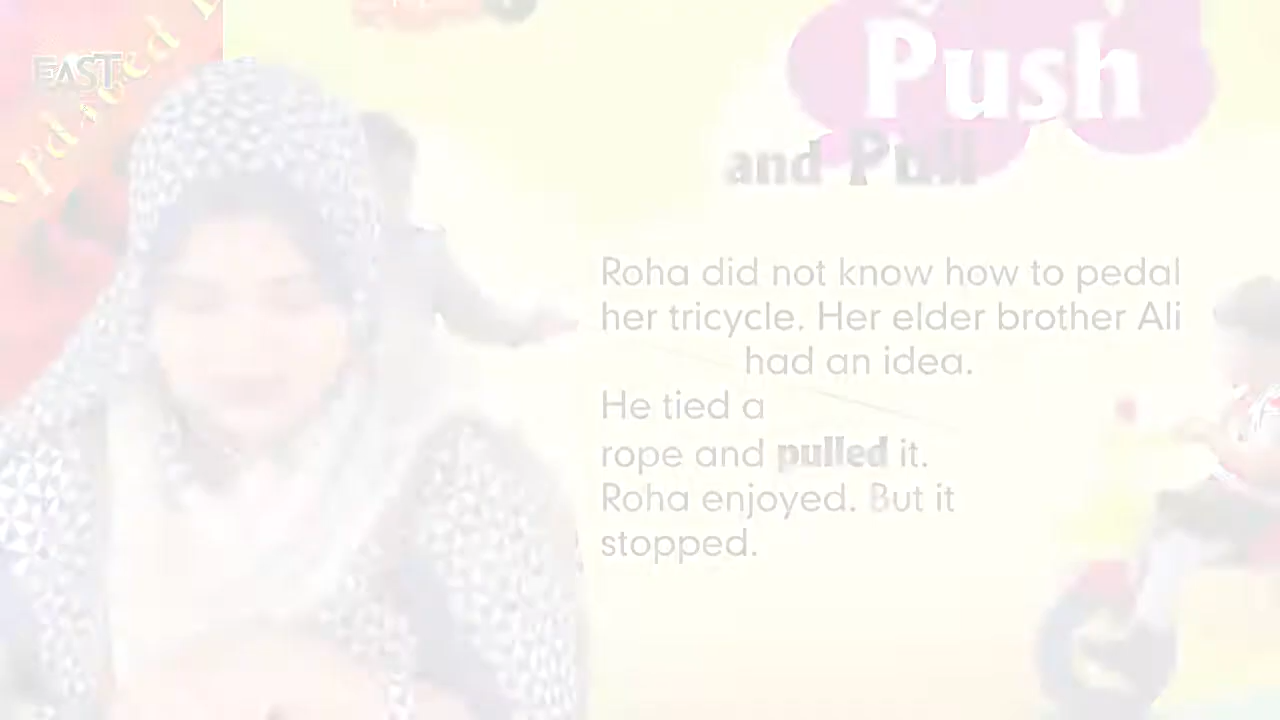 EAST
Push
and Pull
Roha did not know how to pedal
her tricycle. Her elder brother Ali
had an idea.
He tied a
rope and pulled it.
Roha enjoyed. But it
stopped.